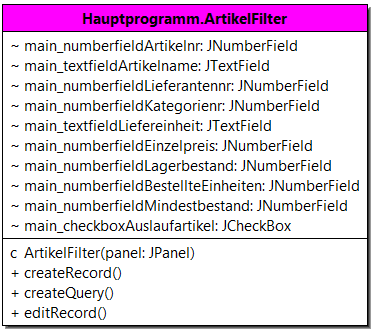 Hauptprogramm.ArtikelFilter
~ main_numberfieldArtikelnr: JNumberField
~ main_textfieldArtikelname: JTextField
~ main_numberfieldLieferantennr: JNumberField
~ main_numberfieldKategorienr: JNumberField
~ main_textfieldLiefereinheit: JTextField
~ main_numberfieldEinzelpreis: JNumberField
~ main_numberfieldLagerbestand: JNumberField
~ main_numberfieldBestellteEinheiten: JNumberField
~ main_numberfieldMindestbestand: JNumberField
~ main_checkboxAuslaufartikel: JCheckBox
c ArtikelFilter(panel: JPanel)
+ createRecord()
+ createQuery()
+ editRecord()